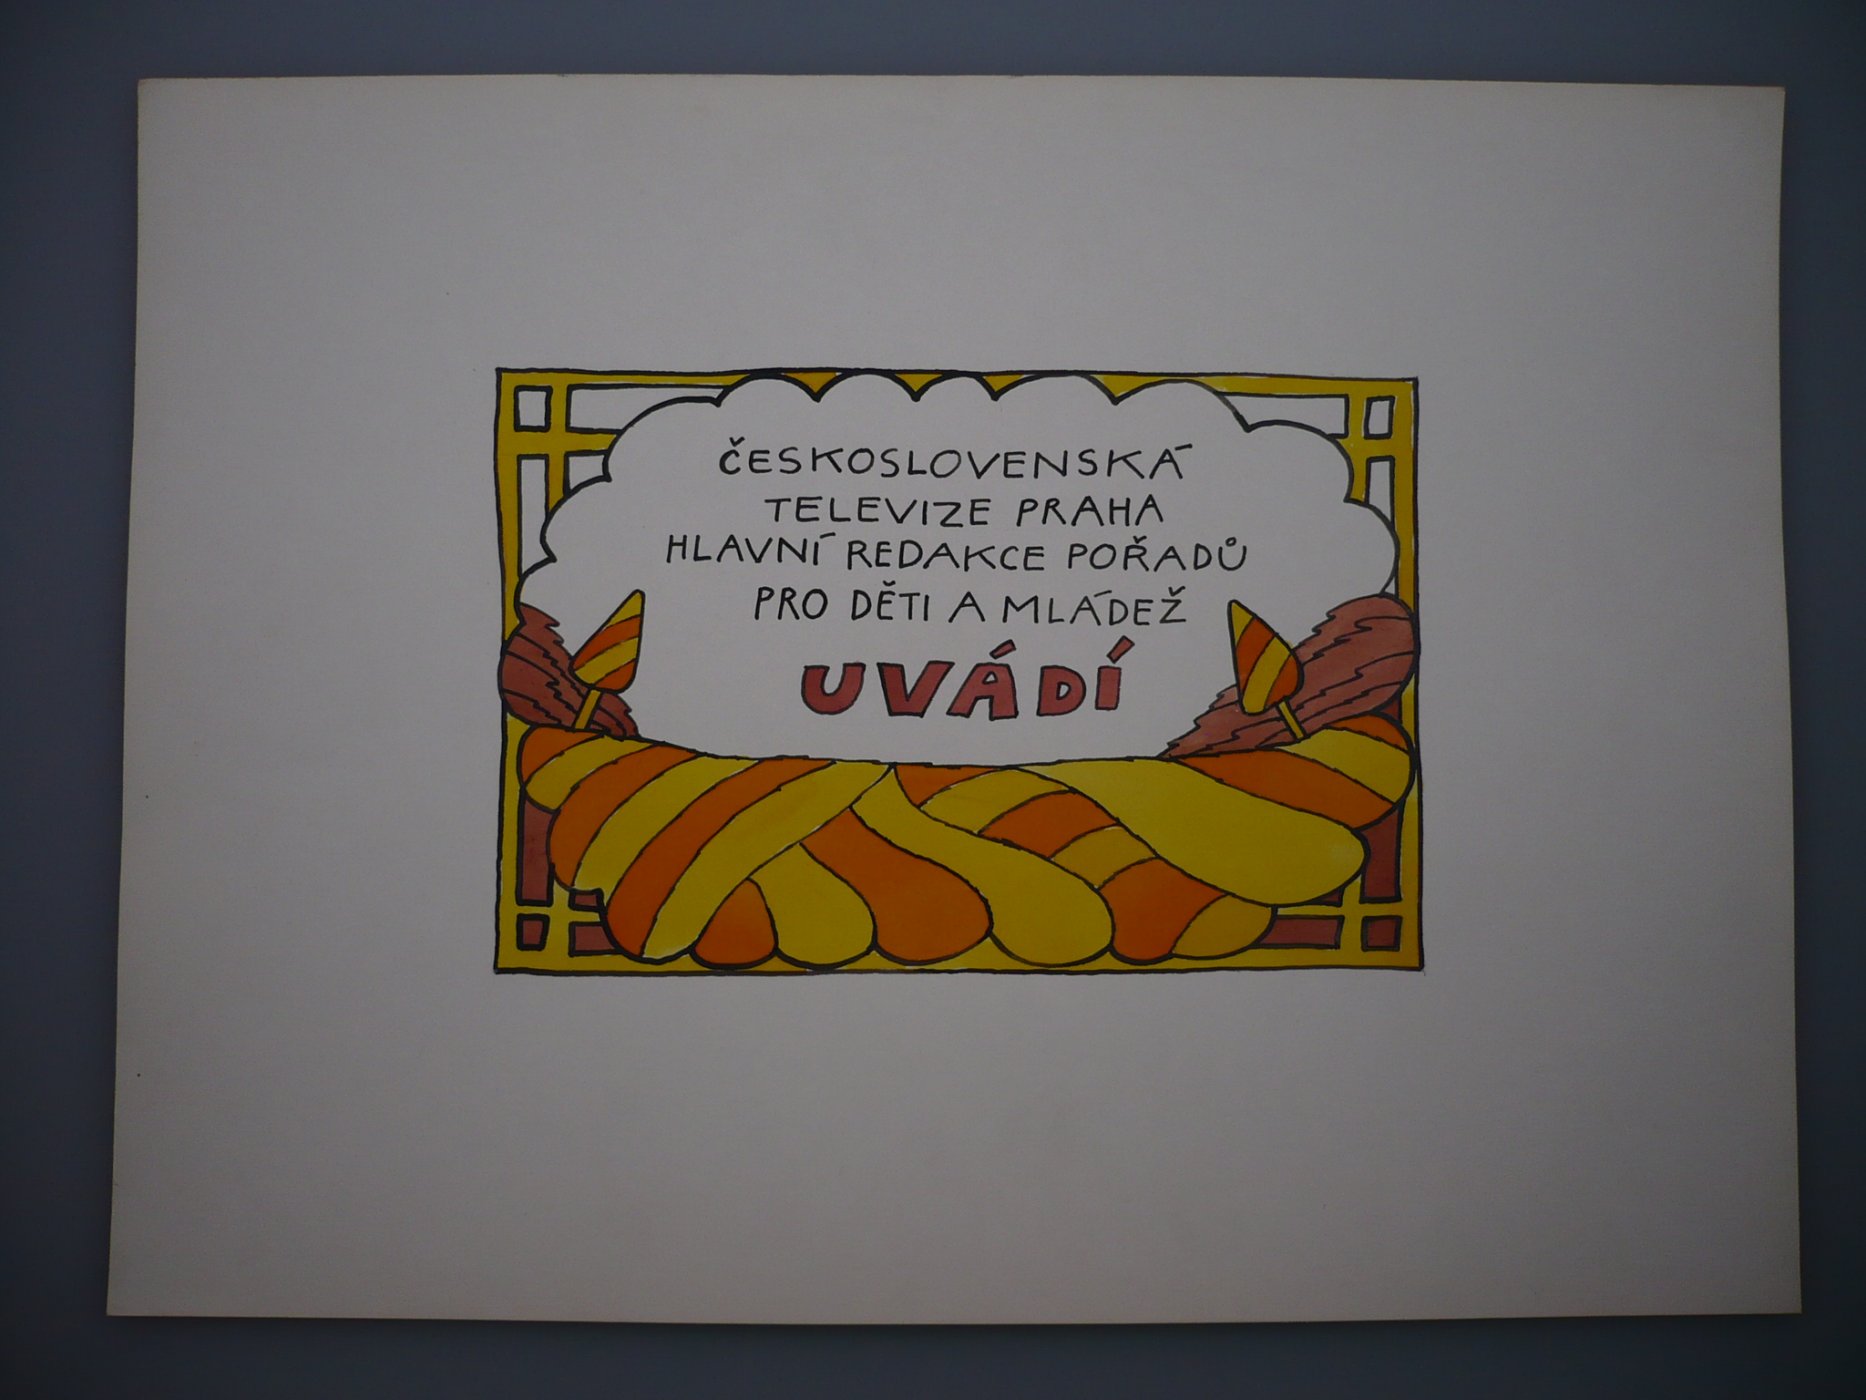 ČESKOSLOVENSKÁ
TELEVIZE PRAHA
HLAVNÍ REDAKCE POŘADŮ
PRO DĚTI A MLÁDEŽ
UVÁDÍ